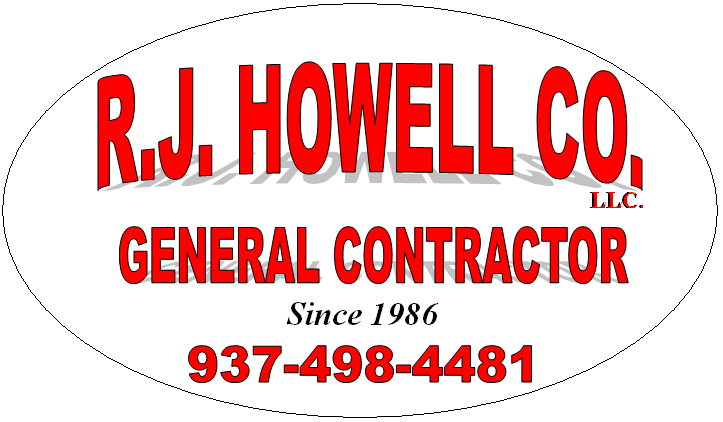 R.J. HOWELL CO.
LLC.
GENERAL CONTRACTOR
Since 1986
937-498-4481